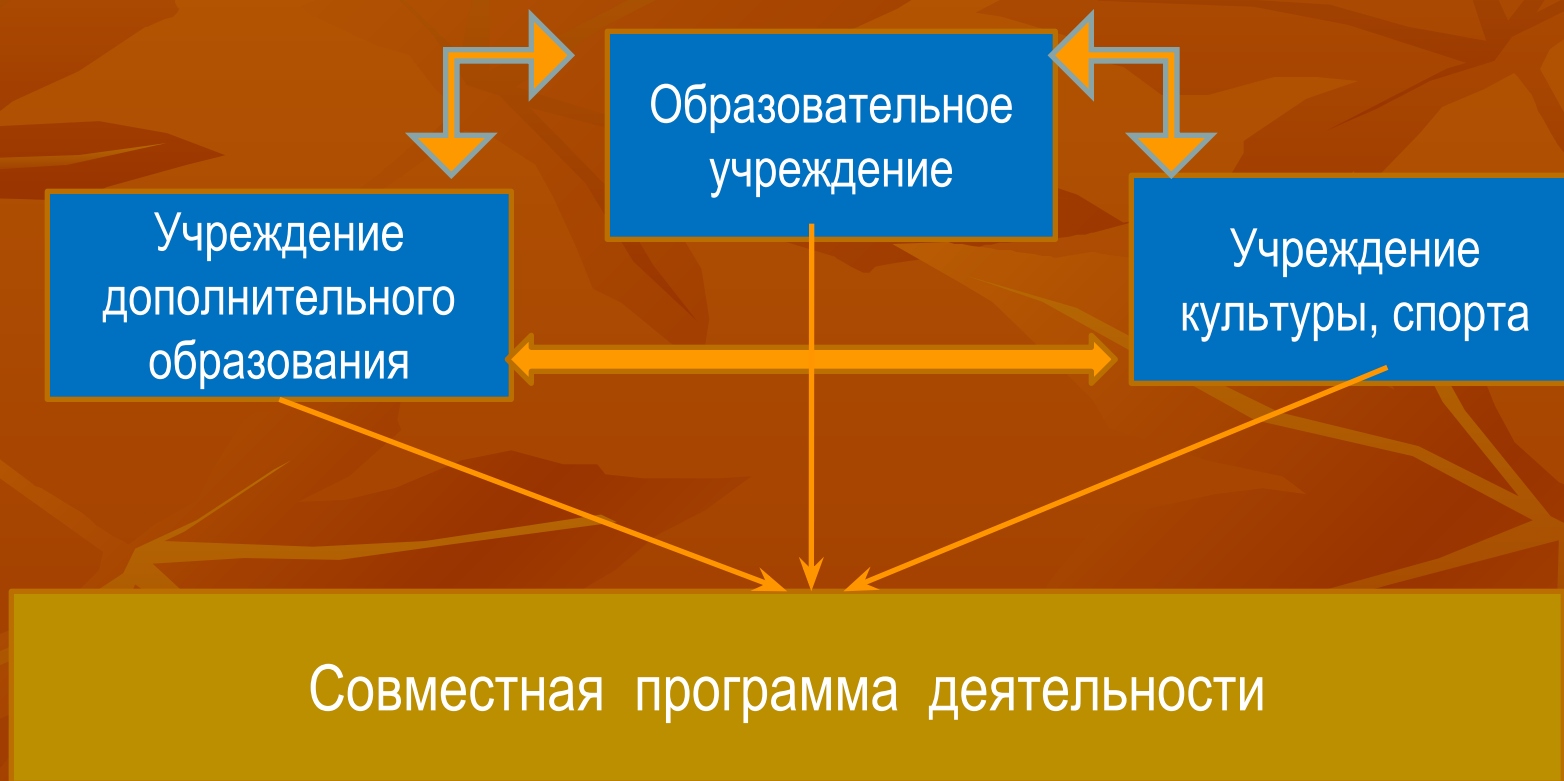 Образовательное
учреждение
Учреждение
дополнительного
образования
Учреждение
культуры, спорта
Совместная программа деятельности